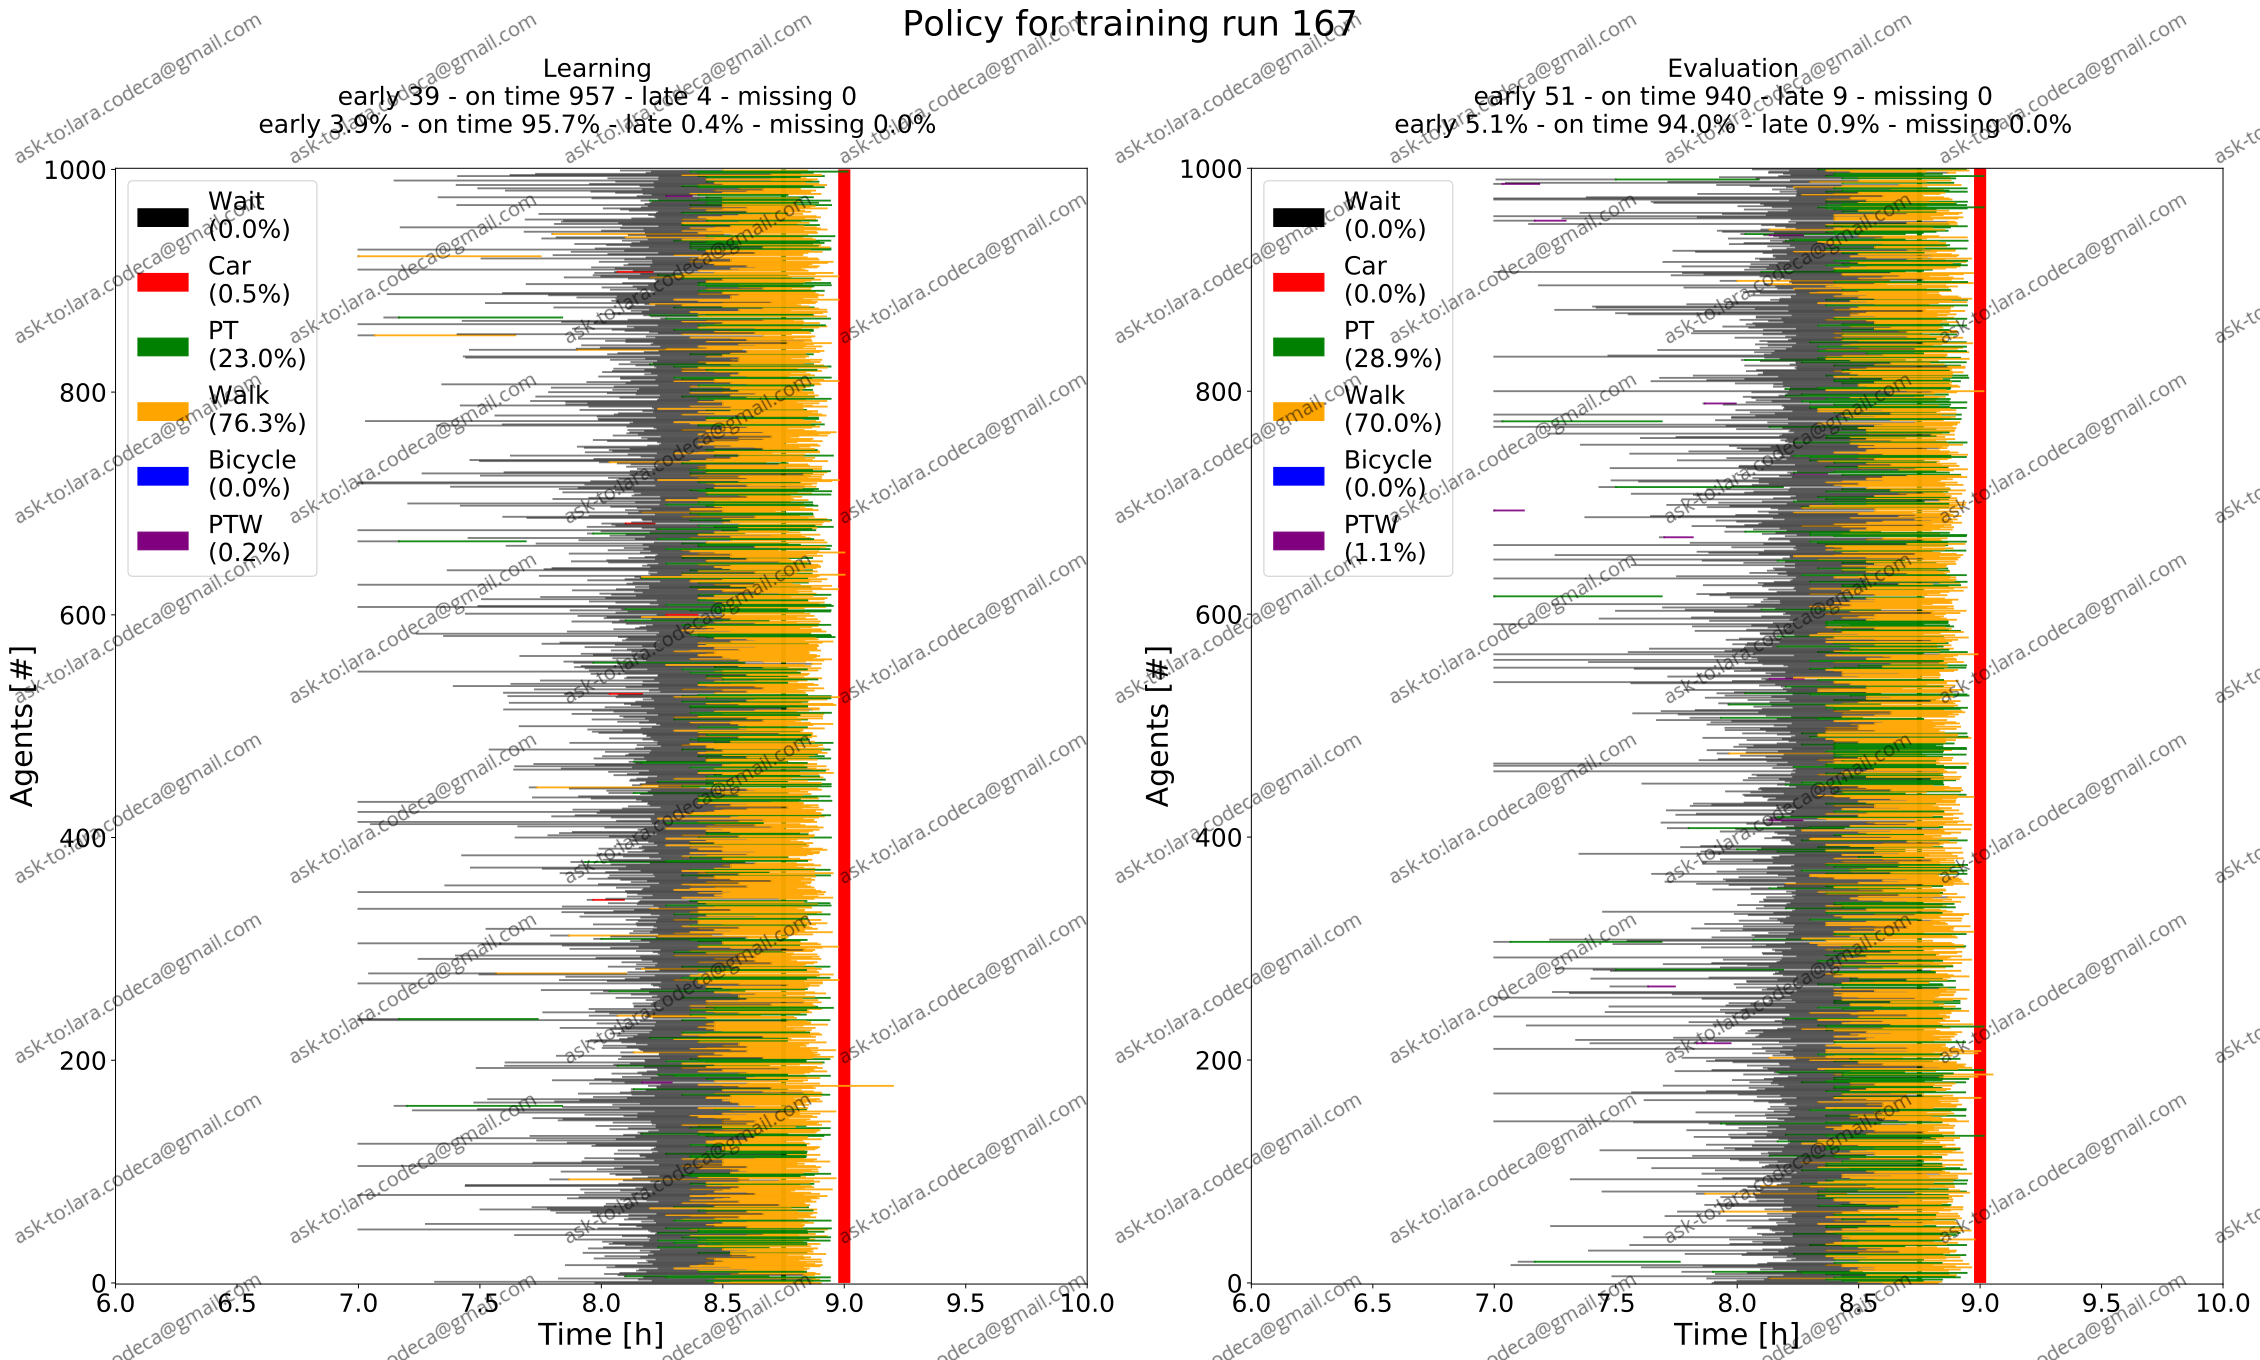 Policy for training run 167
Learning
early 39 - on time 957 - late 4 - missing 0
early 3.9% - on time 95.7% - late 0.4% - missing 0.0%
Wait
(0.0%)
Car
(0.5%)
PT
(23.0%)
Walk
(76.3%)
Bicycle
(0.0%)
PTW
(0.2%)
1000
800
600
400
200
0
Agents [#]
6.0 6.5 7.0 7.5 8.0 8.5 9.0 9.5 10.0
Time [h]
Evaluation
early 51 - on time 940 - late 9 - missing 0
early 5.1% - on time 94.0% - late 0.9% - missing 0.0%
Wait
(0.0%)
Car
(0.0%)
PT
(28.9%)
Walk
(70.0%)
Bicycle
(0.0%)
PTW
(1.1%)
1000
800
600
400
200
0
Agents [#]
6.0 6.5 7.0 7.5 8.0 8.5 9.0 9.5 10.0
Time [h]
ask-to:lara.codeca@gmail.com